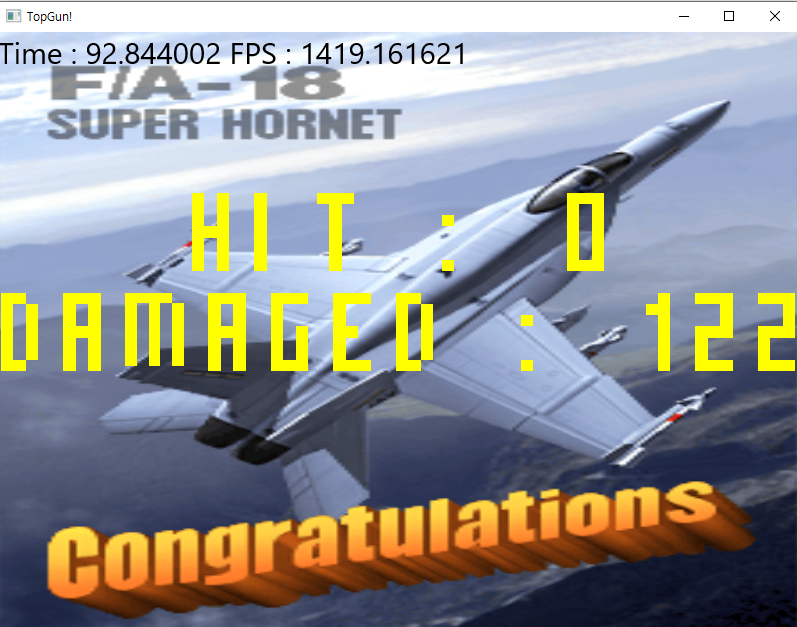 TopGun!
Time : 92.844002 FPS : 1419.161621
F/A-18
SUPER HORNET
HIT : 0
DAMAGED : 122
Congratulations